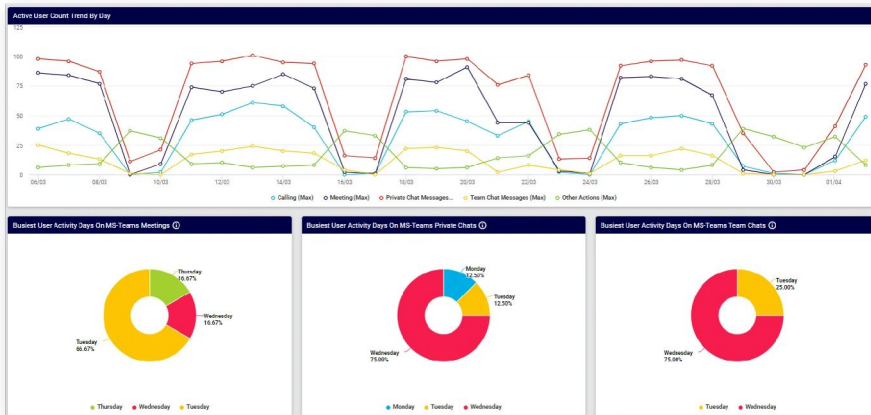 Active User Count Trend By Day
125
100
75
50
25
0
06/03 08/03 10/03 12/03 14/03 16/03 18/03 20/03 22/03 24/03 26/03 28/03 30/03 01/04
Calling (Max) Meeting(Max) Private Chat Messages... Team Chat Messages (Max) Other Actions (Max)
Busiest User Activity Days On MS-Teams Meetings
Thursday
16.67%
Wednesday
16.67%
Tuesday
66.67%
Thursday Wednesday Tuesday
Busiest User Activity Days On MS-Teams Private Chats
Monday
12.50%
Tuesday
12.50%
Wednesday
75.00%
Monday Tuesday Wednesday
Busiest User Activity Days On MS-Teams Team Chats
Tuesday
25.00%
Wednesday
75.00%
Tuesday Wednesday